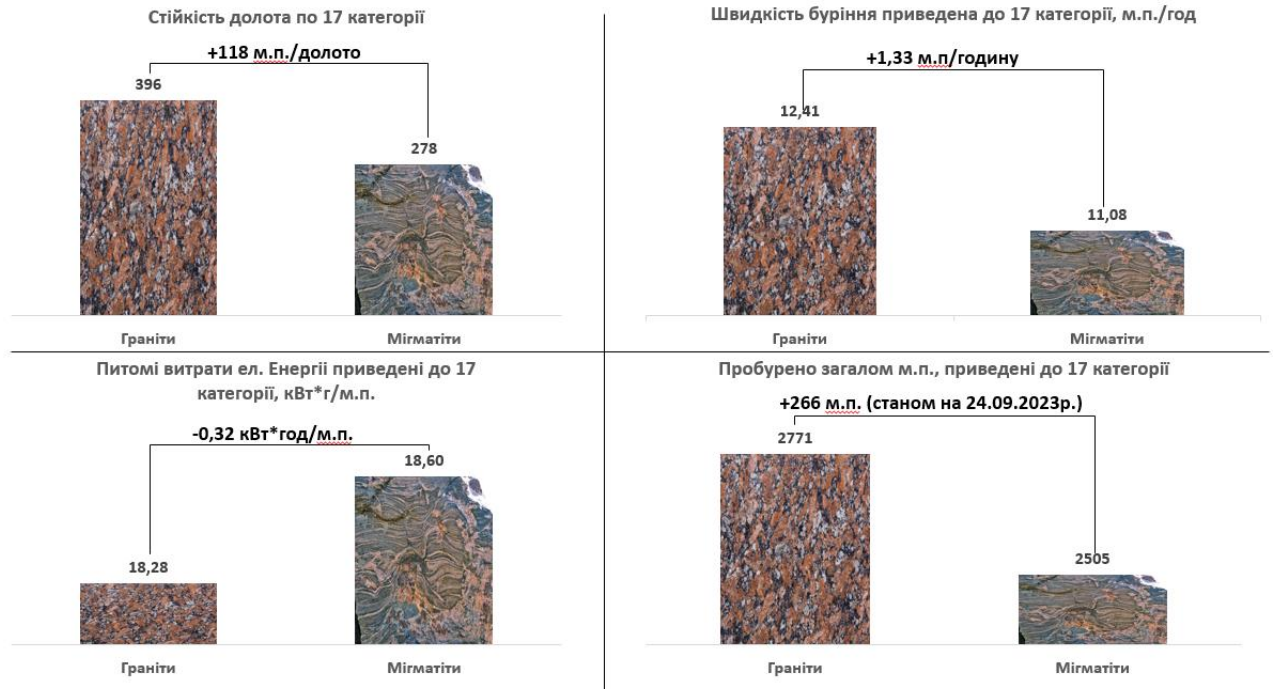 Стійкість долота по 17 категорії
+118 м.п./долото
396
278
Граніти
Мігматіти
Швидкість буріння приведена до 17 категорії, м.п./год
+1,33 м.п/годину
12,41
11,08
Граніти
Мігматіти
Питомі витрати ел. Енергії приведені до 17
категорії, кВт*г/м.п.
-0,32 кВт*год/м.п.
18,60
18,28
Граніти
Мігматіти
Пробурено загалом м.п., приведені до 17 категорії
+266 м.п. (станом на 24.09.2023р.)
2771
2505
Граніти
Мігматіти